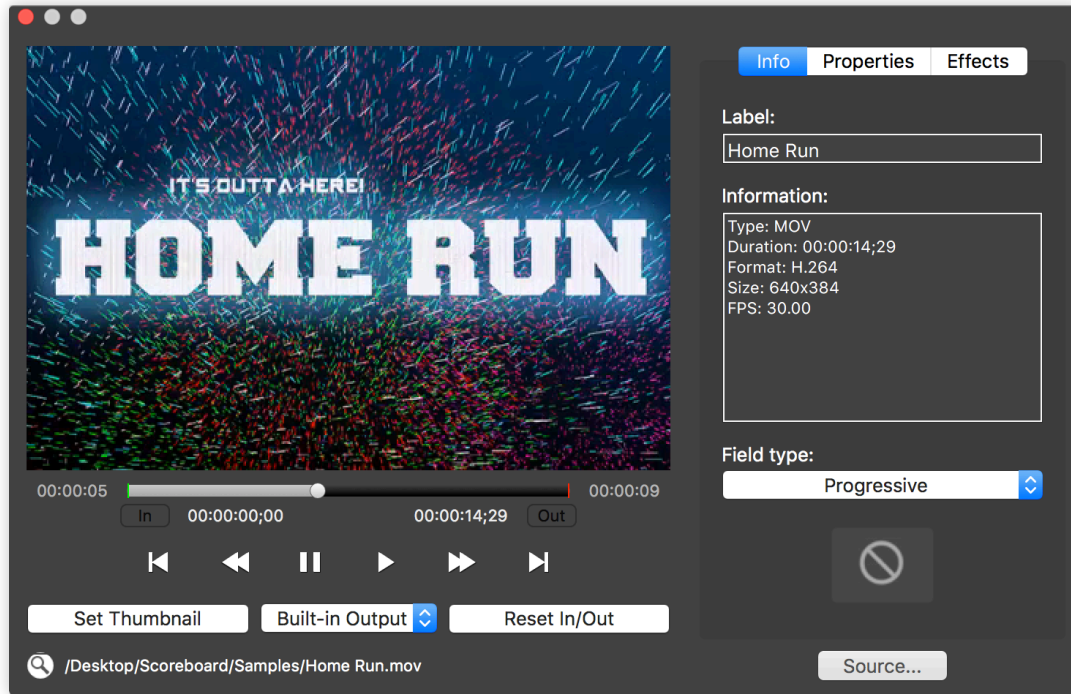 Info Properties Effects
IT'S OUTTA HERE!
HOME RUN
Label:
Home Run
Information:
Type: MOV
Duration: 00:00:14;29
Format: H.264
Size: 640x384
FPS: 30.00
Field type:
Progressive
00:00:05 00:00:09
In 00:00:00;00 00:00:14;29 Out
Set Thumbnail Built-in Output Reset In/Out
/Desktop/Scoreboard/Samples/Home Run.mov
Source...